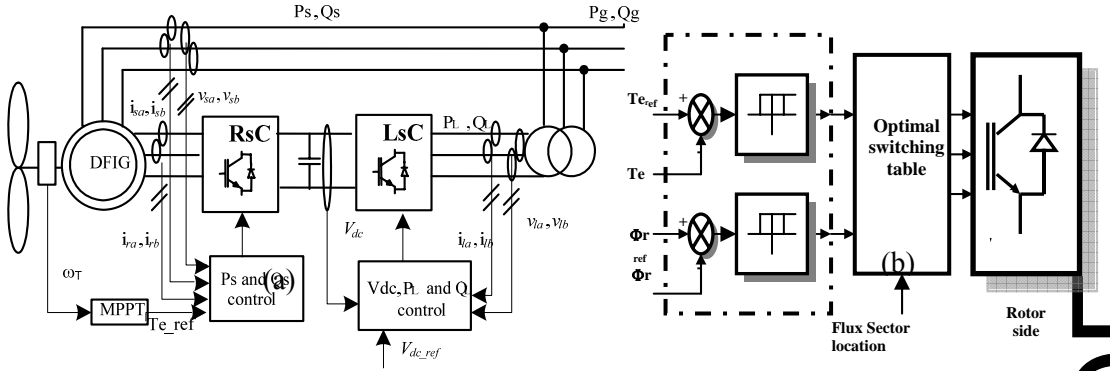 Ps,Qs
Pg,Qg
isa,isb
vsa,vsb
DFIG
RsC
LsC
PL,QL
Vdc
ira,irb
ila,ilb
vla,vlb
ωT
MPPT
Te_ref
Ps and Qs
control
(a)
Vdc,PL and Q
control
Vdc_ref
Teref
+
-
Te
Φr
ref
+
-
Φr
Optimal
switching
table
(b)
Flux Sector
location
Rotor
side